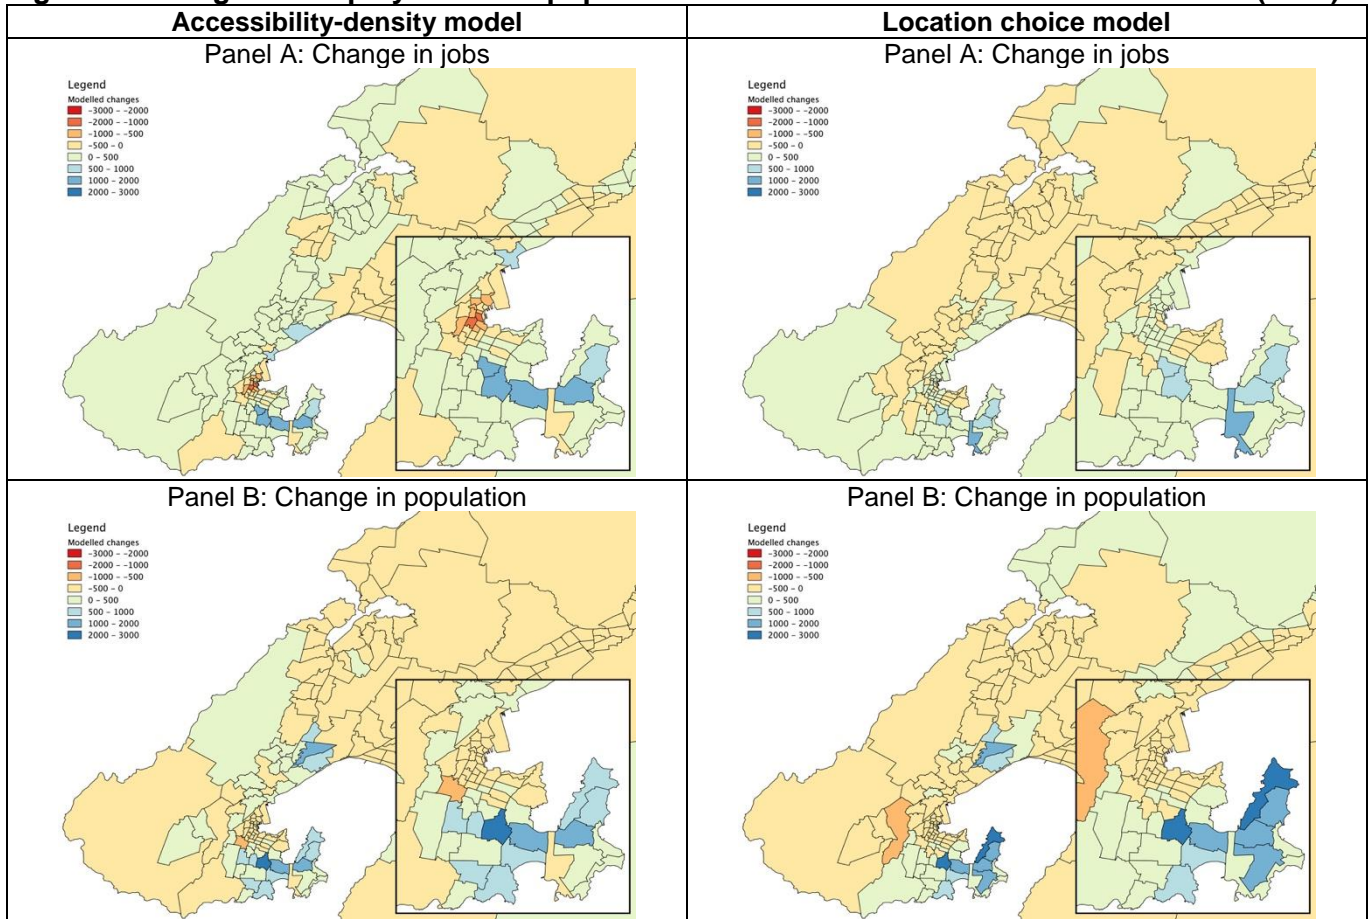 Accessibility-density model
Location choice model
Panel A: Change in jobs
Panel A: Change in jobs
Legend
Modelled changes
-3000 - -2000
-2000 - -1000
-1000 - -500
-500 - 0
0 - 500
500 - 1000
1000 - 2000
2000 - 3000
Legend
Modelled changes
-3000 - -2000
-2000 - -1000
-1000 - -500
-500 - 0
0 - 500
500 - 1000
1000 - 2000
2000 - 3000
Panel B: Change in population
Panel B: Change in population
Legend
Modelled changes
-3000 - -2000
-2000 - -1000
-1000 - -500
-500 - 0
0 - 500
500 - 1000
1000 - 2000
2000 - 3000
Legend
Modelled changes
-3000 - -2000
-2000 - -1000
-1000 - -500
-500 - 0
0 - 500
500 - 1000
1000 - 2000
2000 - 3000